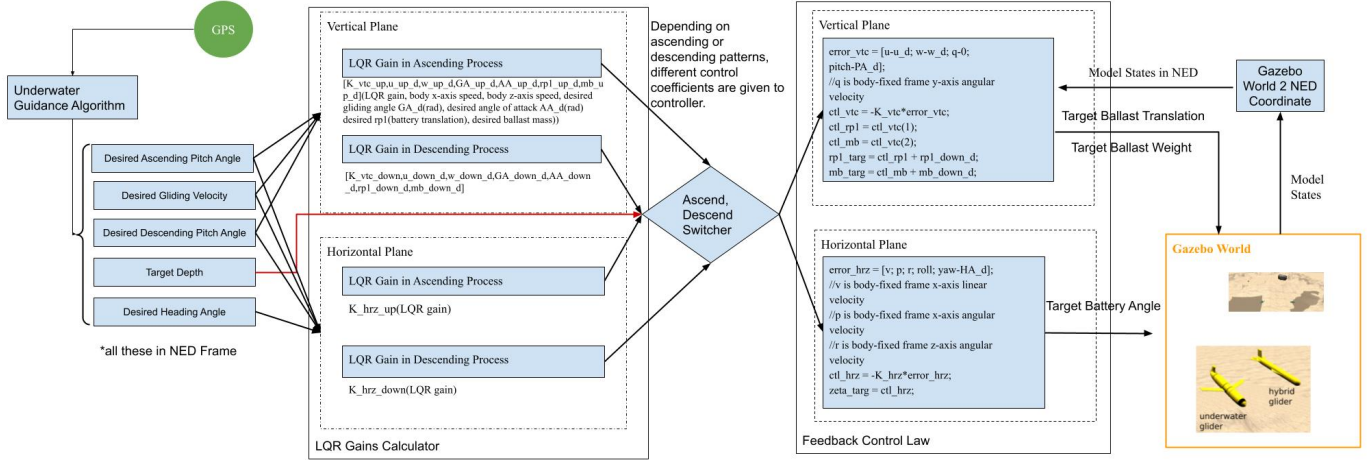 GPS
Underwater
Guidance Algorithm
Desired Ascending Pitch Angle
Desired Gliding Velocity
Desired Descending Pitch Angle
Target Depth
Desired Heading Angle
*all these in NED Frame
Vertical Plane
LQR Gain in Ascending Process
[K_vtc_up,u_up_d,w_up_d,GA_up_d,AA_up_d,rp1_up_d,mb_u
p_d](LQR gain, body x-axis speed, body z-axis speed, desired
gliding angle GA_d(rad), desired angle of attack AA_d(rad)
desired rp1(battery translation), desired ballast mass))
LQR Gain in Descending Process
[K_vtc_down,u_down_d,w_down_d,GA_down_d,AA_down
_d,rp1_down_d,mb_down_d]
Horizontal Plane
LQR Gain in Ascending Process
K_hrz_up(LQR gain)
LQR Gain in Descending Process
K_hrz_down(LQR gain)
LQR Gains Calculator
Depending on
ascending or
descending patterns,
different control
coefficients are given to
controller.
Ascend,
Descend
Switcher
Vertical Plane
error_vtc = [u-u_d; w-w_d; q-0;
pitch-PA_d];
//q is body-fixed frame y-axis angular
velocity
ctl_vtc = -K_vtc*error_vtc;
ctl_rp1 = ctl_vtc(1);
ctl_mb = ctl_vtc(2);
rp1_targ = ctl_rp1 + rp1_down_d;
mb_targ = ctl_mb + mb_down_d;
Horizontal Plane
error_hrz = [v; p; r; roll; yaw-HA_d];
//v is body-fixed frame x-axis linear
velocity
//p is body-fixed frame x-axis angular
velocity
//r is body-fixed frame z-axis angular
velocity
ctl_hrz = -K_hrz*error_hrz;
zeta_targ = ctl_hrz;
Feedback Control Law
Model States in NED
Target Ballast Translation
Target Ballast Weight
Target Battery Angle
Gazebo
World 2 NED
Coordinate
Model
States
Gazebo World
hybrid
glider
underwater
glider